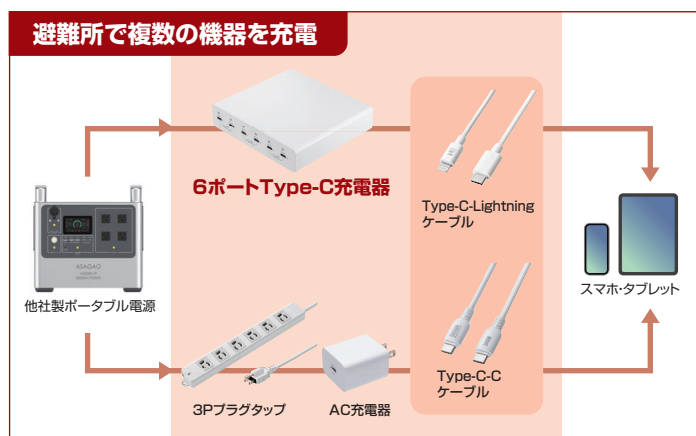 避難所で複数の機器を充電
6ポートType-C充電器
Type-C-Lightning
ケーブル
ASAGAO
他社製ポータブル電源
スマホ・タブレット
3Pプラグタップ
AC充電器
Type-C-C
ケーブル